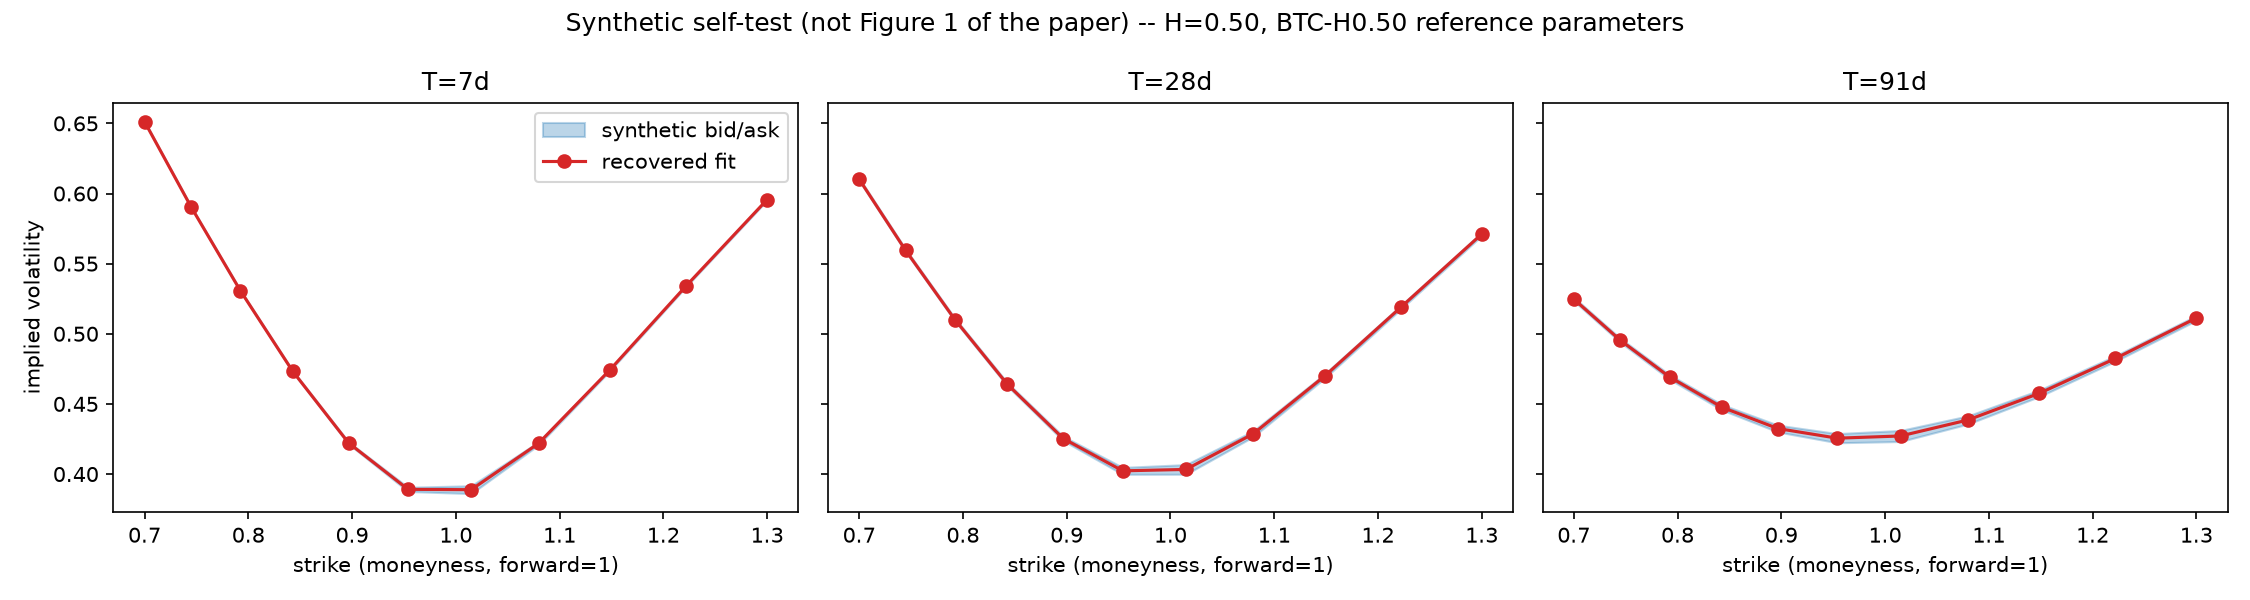 Synthetic self-test (not Figure 1 of the paper) -- H=0.50, BTC-H0.50 reference parameters
T=7d
T=28d
T=91d
implied volatility
0.65
0.60
0.55
0.50
0.45
0.40
synthetic bid/ask
recovered fit
0.7 0.8 0.9 1.0 1.1 1.2 1.3
strike (moneyness, forward=1)
0.7 0.8 0.9 1.0 1.1 1.2 1.3
strike (moneyness, forward=1)
0.7 0.8 0.9 1.0 1.1 1.2 1.3
strike (moneyness, forward=1)